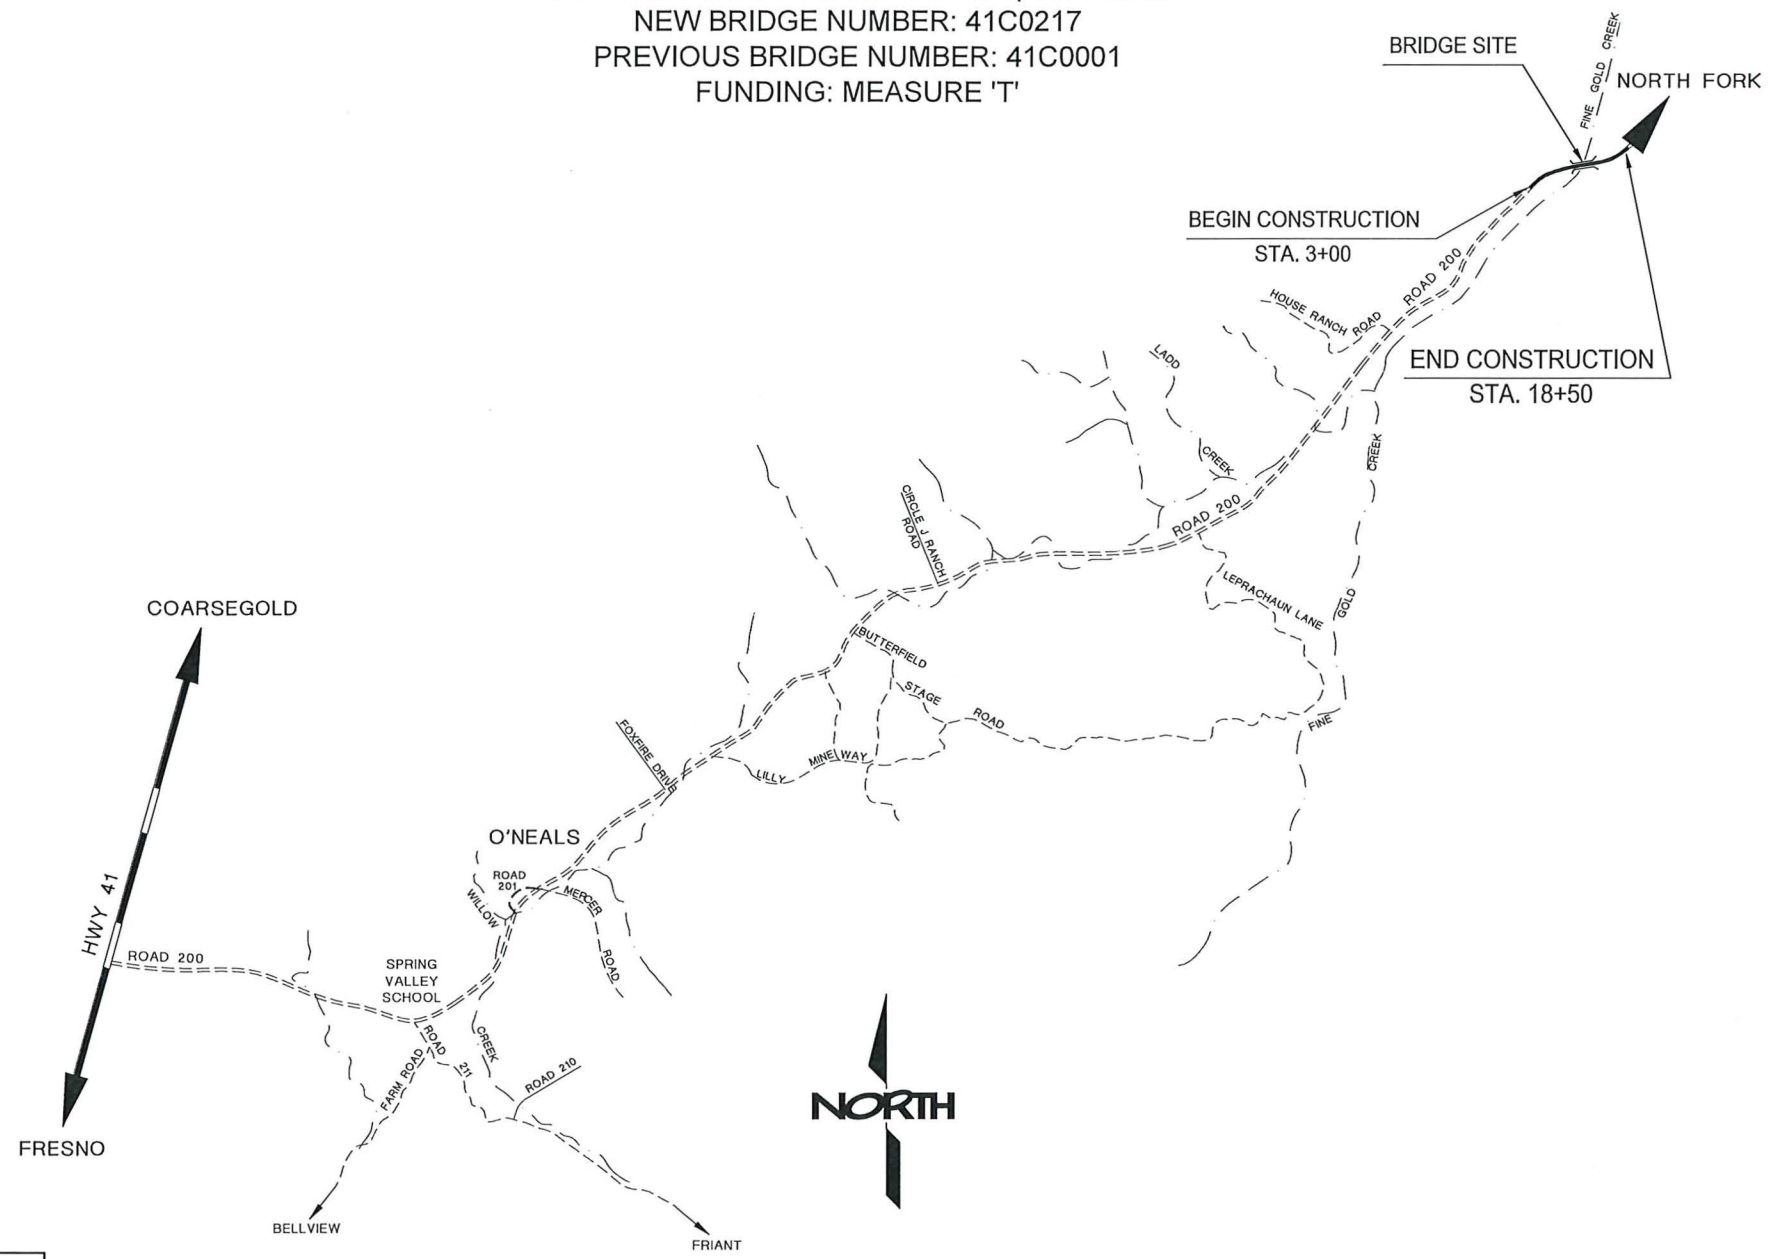 NEW BRIDGE NUMBER: 41C0217
PREVIOUS BRIDGE NUMBER: 41C0001
FUNDING: MEASURE 'T'
BRIDGE SITE
FINE GOLD CREEK
NORTH FORK
BEGIN CONSTRUCTION
STA. 3+00
ROAD 200
HOUSE RANCH ROAD
END CONSTRUCTION
STA. 18+50
LADD
CREEK
CREEK
GOLD
FINE
CIRCLE J RANCH
ROAD
ROAD 200
LEPRACHAUN LANE
BUTTERFIELD
STAGE
ROAD
COARSEGOLD
FOXFIRE DRIVE
LILLY
MINE WAY
O'NEALS
ROAD
201
WILLOW
MERCER
ROAD
HWY 41
ROAD 200
SPRING
VALLEY
SCHOOL
ROAD
211
CREEK
FARM ROAD
ROAD 210
NORTH
FRESNO
BELLVIEW
FRIANT